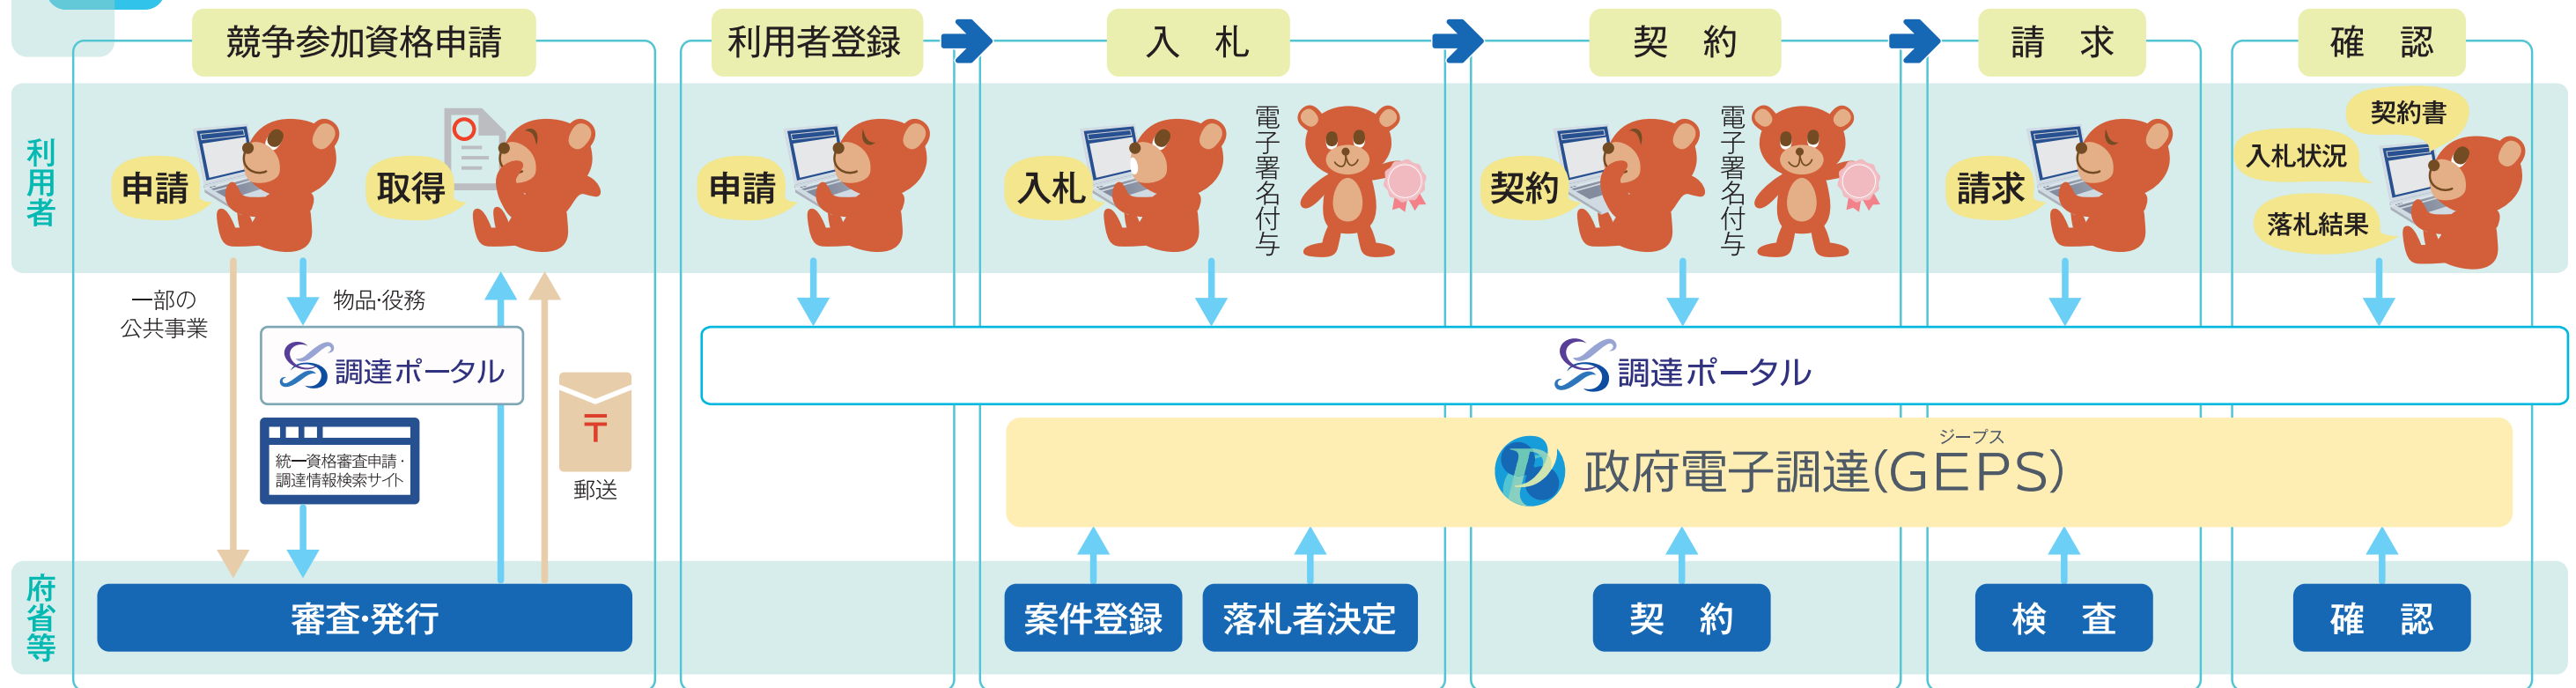 競争参加資格申請
利用者登録
入 札
契 約
請 求
確 認
利用者
申請
取得
申請
入札
電子署名付与
契約
電子署名付与
請求
契約書
入札状況
落札結果
一部の
公共事業
物品･役務
調達ポータル
統一資格審査申請・
調達情報検索サイト
〒
郵送
調達ポータル
ジープス
政府電子調達(GEPS)
府省等
審査･発行
案件登録
落札者決定
契 約
検 査
確 認